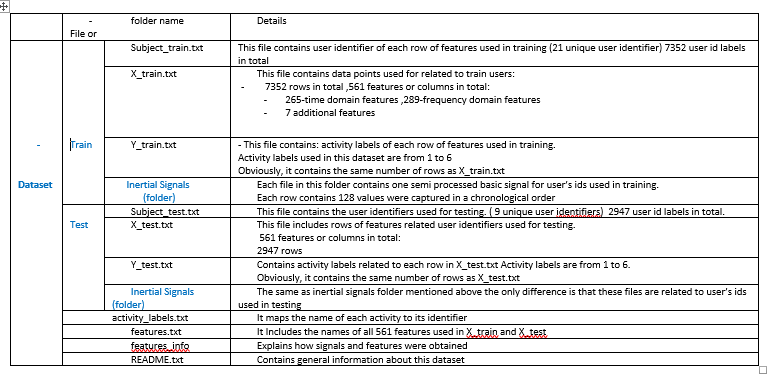 - folder name Details
File or
Subject_train.txt This file contains user identifier of each row of features used in training (21 unique user identifier) 7352 user id labels
in total
X_train.txt This file contains data points used for related to train users:
- 7352 rows in total ,561 features or columns in total:
- 265-time domain features ,289-frequency domain features
- 7 additional features
- Train Y_train.txt - This file contains: activity labels of each row of features used in training.
Activity labels used in this dataset are from 1 to 6
Obviously, it contains the same number of rows as X_train.txt
Dataset Inertial Signals Each file in this folder contains one semi processed basic signal for user's ids used in training.
(folder) Each row contains 128 values were captured in a chronological order
Subject_test.txt This file contains the user identifiers used for testing. ( 9 unique user identifiers) 2947 user id labels in total.
Test X_test.txt This file includes rows of features related user identifiers used for testing.
561 features or columns in total:
2947 rows
Y_test.txt Contains activity labels related to each row in X_test.txt Activity labels are from 1 to 6.
Obviously, it contains the same number of rows as X_test.txt
Inertial Signals The same as inertial signals folder mentioned above the only difference is that these files are related to user's ids
(folder) used in testing
activity_labels.txt It maps the name of each activity to its identifier
features.txt It Includes the names of all 561 features used in X_train and X_test
features_info Explains how signals and features were obtained
README.txt Contains general information about this dataset